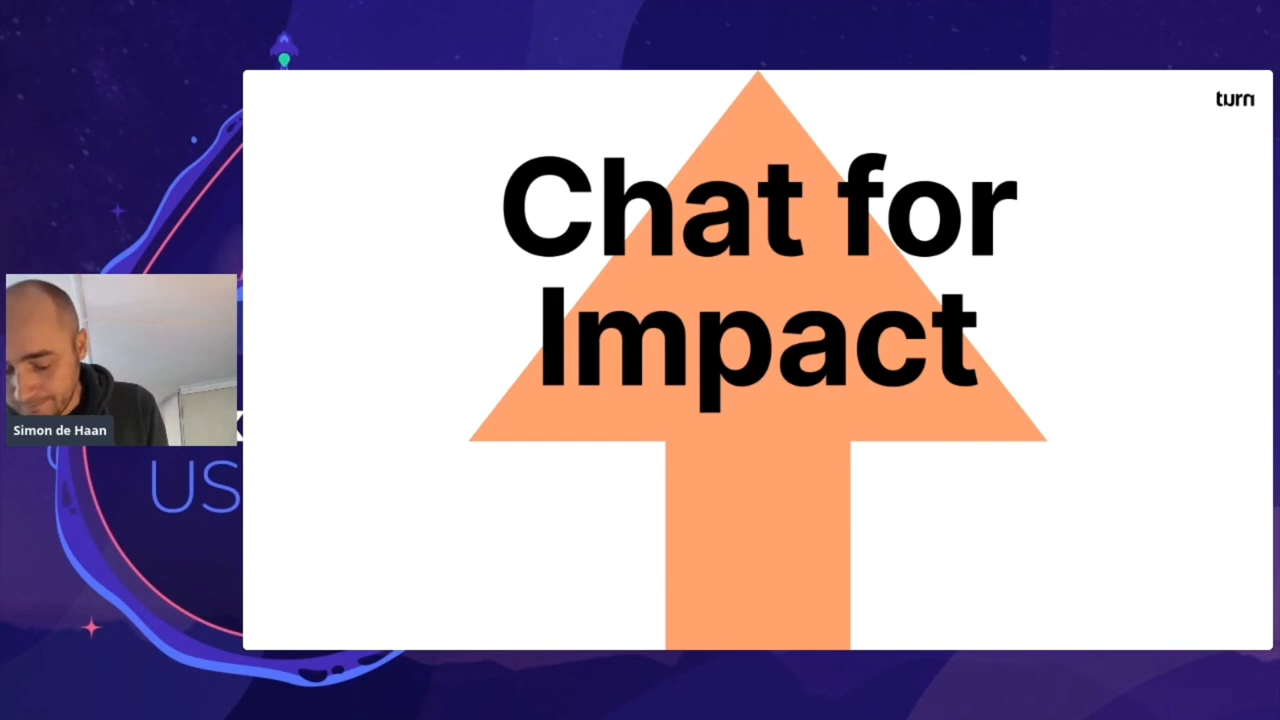 turn
Chat for
Impact
Simon de Haan
US